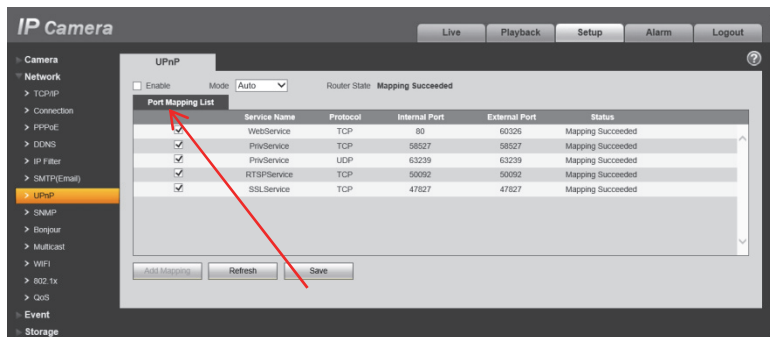 IP Camera
Live Playback Setup Alarm Logout
Camera
Network
TCP/IP
Connection
PPPoE
DDNS
IP Filter
SMTP(Email)
UPnP
SNMP
Bonjour
Multicast
WIFI
802.1x
QoS
Event
Storage
UPnP
Enable Mode Auto Router State Mapping Succeeded
Port Mapping List
Service Name Protocol Internal Port External Port Status
WebService TCP 80 60326 Mapping Succeeded
PrivService TCP 58527 58527 Mapping Succeeded
PrivService UDP 63239 63239 Mapping Succeeded
RTSPService TCP 50092 50092 Mapping Succeeded
SSLService TCP 47827 47827 Mapping Succeeded
Add Mapping Refresh Save